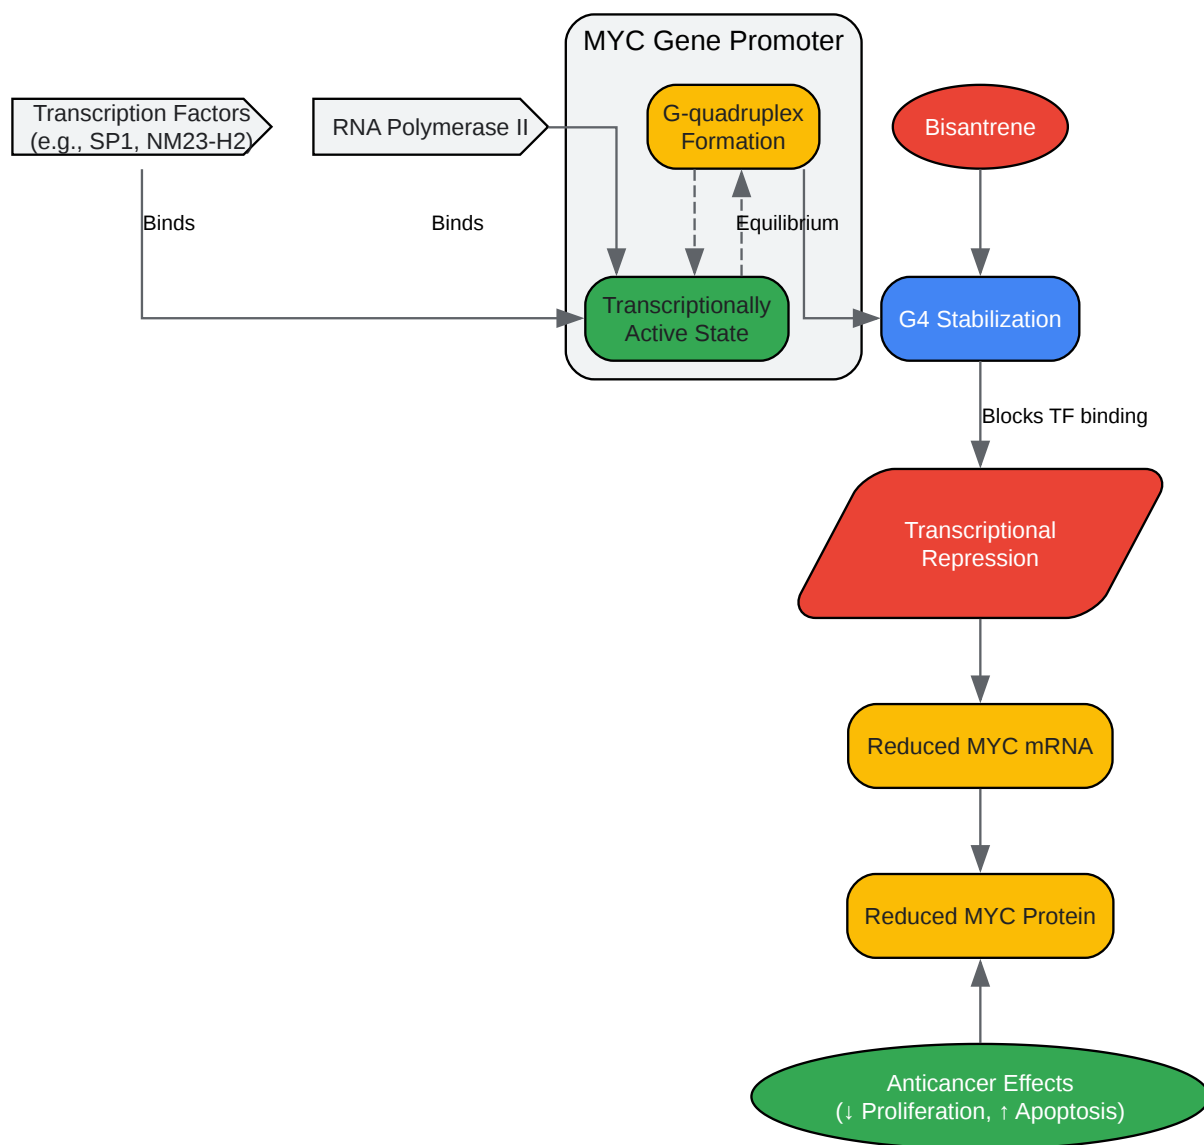 MYC Gene Promoter
Transcription Factors
(e.g., SP1, NM23-H2)
RNA Polymerase II
G-quadruplex
Formation
Bisantrene
Binds
Binds
Equilibrium
Transcriptionally
Active State
G4 Stabilization
Blocks TF binding
Transcriptional
Repression
Reduced MYC mRNA
Reduced MYC Protein
Anticancer Effects
(↓ Proliferation, ↑ Apoptosis)